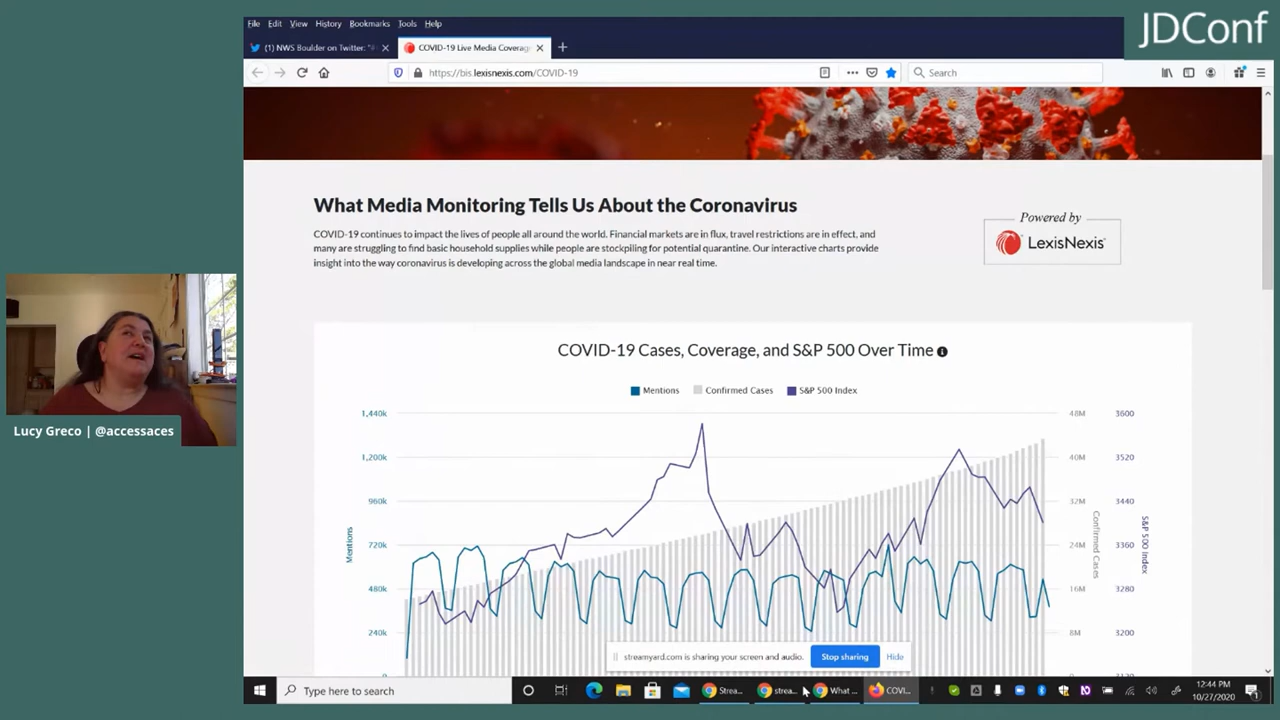 JDConf
File Edit View History Bookmarks Tools Help
(1) NWS Boulder on Twitter: "
COVID-19 Live Media Coverag
https://bis.lexisnexis.com/COVID-19
Search
What Media Monitoring Tells Us About the Coronavirus
COVID-19 continues to impact the lives of people all around the world. Financial markets are in flux, travel restrictions are in effect, and
many are struggling to find basic household supplies while people are stockpiling for potential quarantine. Our interactive charts provide
insight into the way coronavirus is developing across the global media landscape in near real time.
Powered by
LexisNexis
COVID-19 Cases, Coverage, and S&P 500 Over Time
Mentions Confirmed Cases S&P 500 Index
1,440k 48M 3600
1,200k 40M 3520
960k 32M 3440
720k 24M 3360
480k 16M 3280
240k 8M 3200
Mentions
Confirmed Cases
S&P 500 Index
Lucy Greco | @accessaces
streamyard.com is sharing your screen and audio. Stop sharing Hide
Type here to search
Strea...
strea...
What ...
COVI...
12:44 PM
10/27/2020